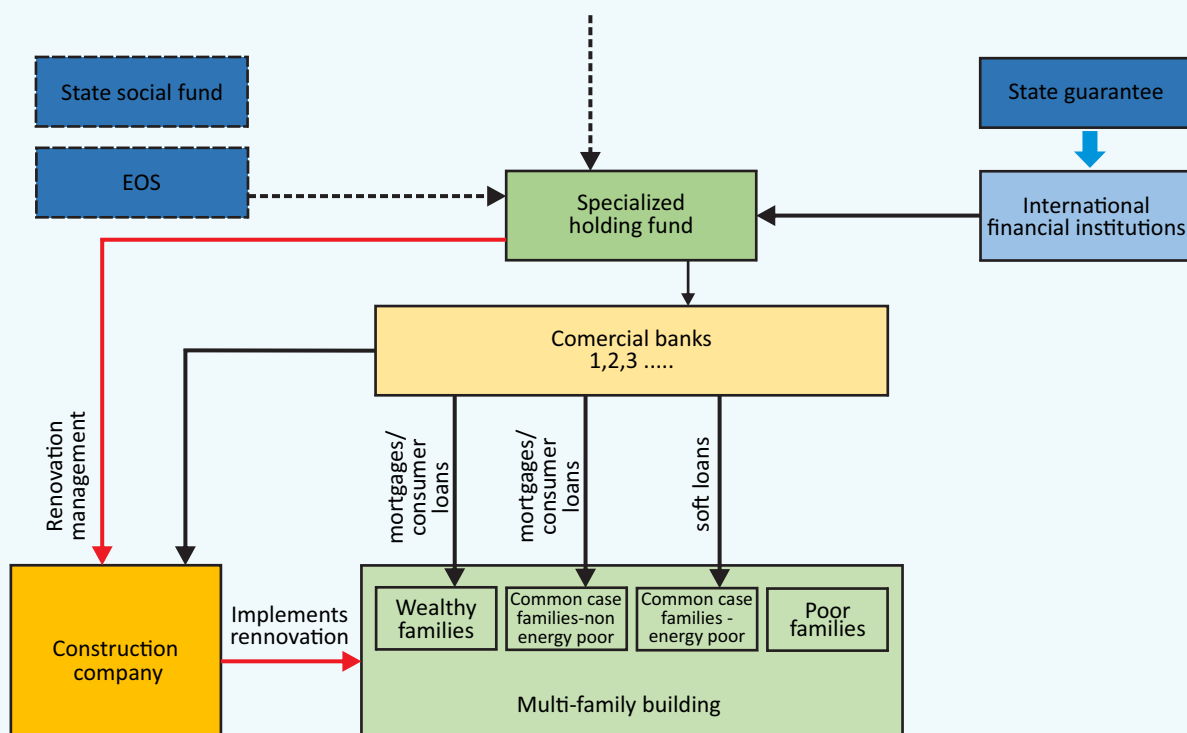 State social fund
State guarantee
EOS
Specialized
holding fund
International
financial institutions
Comercial banks
1,2,3 .....
Renovation
management
mortgages/
consumer
loans
mortgages/
consumer
loans
soft loans
Construction
company
Implements
rennovation
Wealthy
families
Common case
families-non
energy poor
Common case
families -
energy poor
Poor
families
Multi-family building